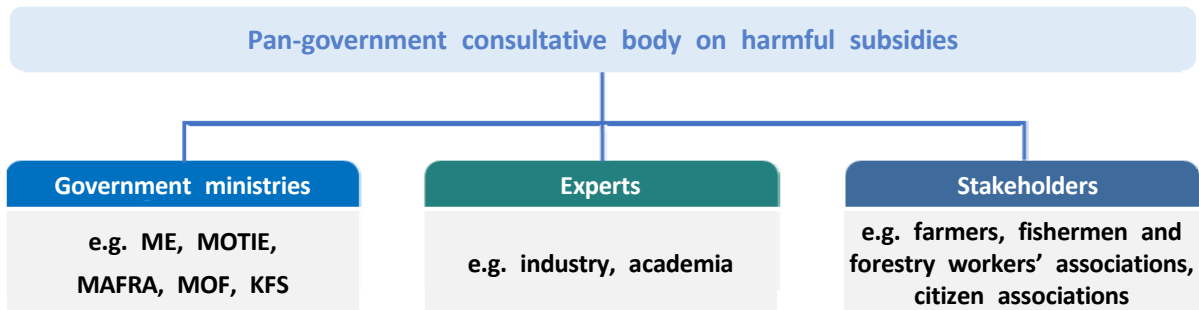 Pan-government consultative body on harmful subsidies
Government ministries
e.g. ME, MOTIE,
MAFRA, MOF, KFS
Experts
e.g. industry, academia
Stakeholders
e.g. farmers, fishermen and
forestry workers’ associations,
citizen associations